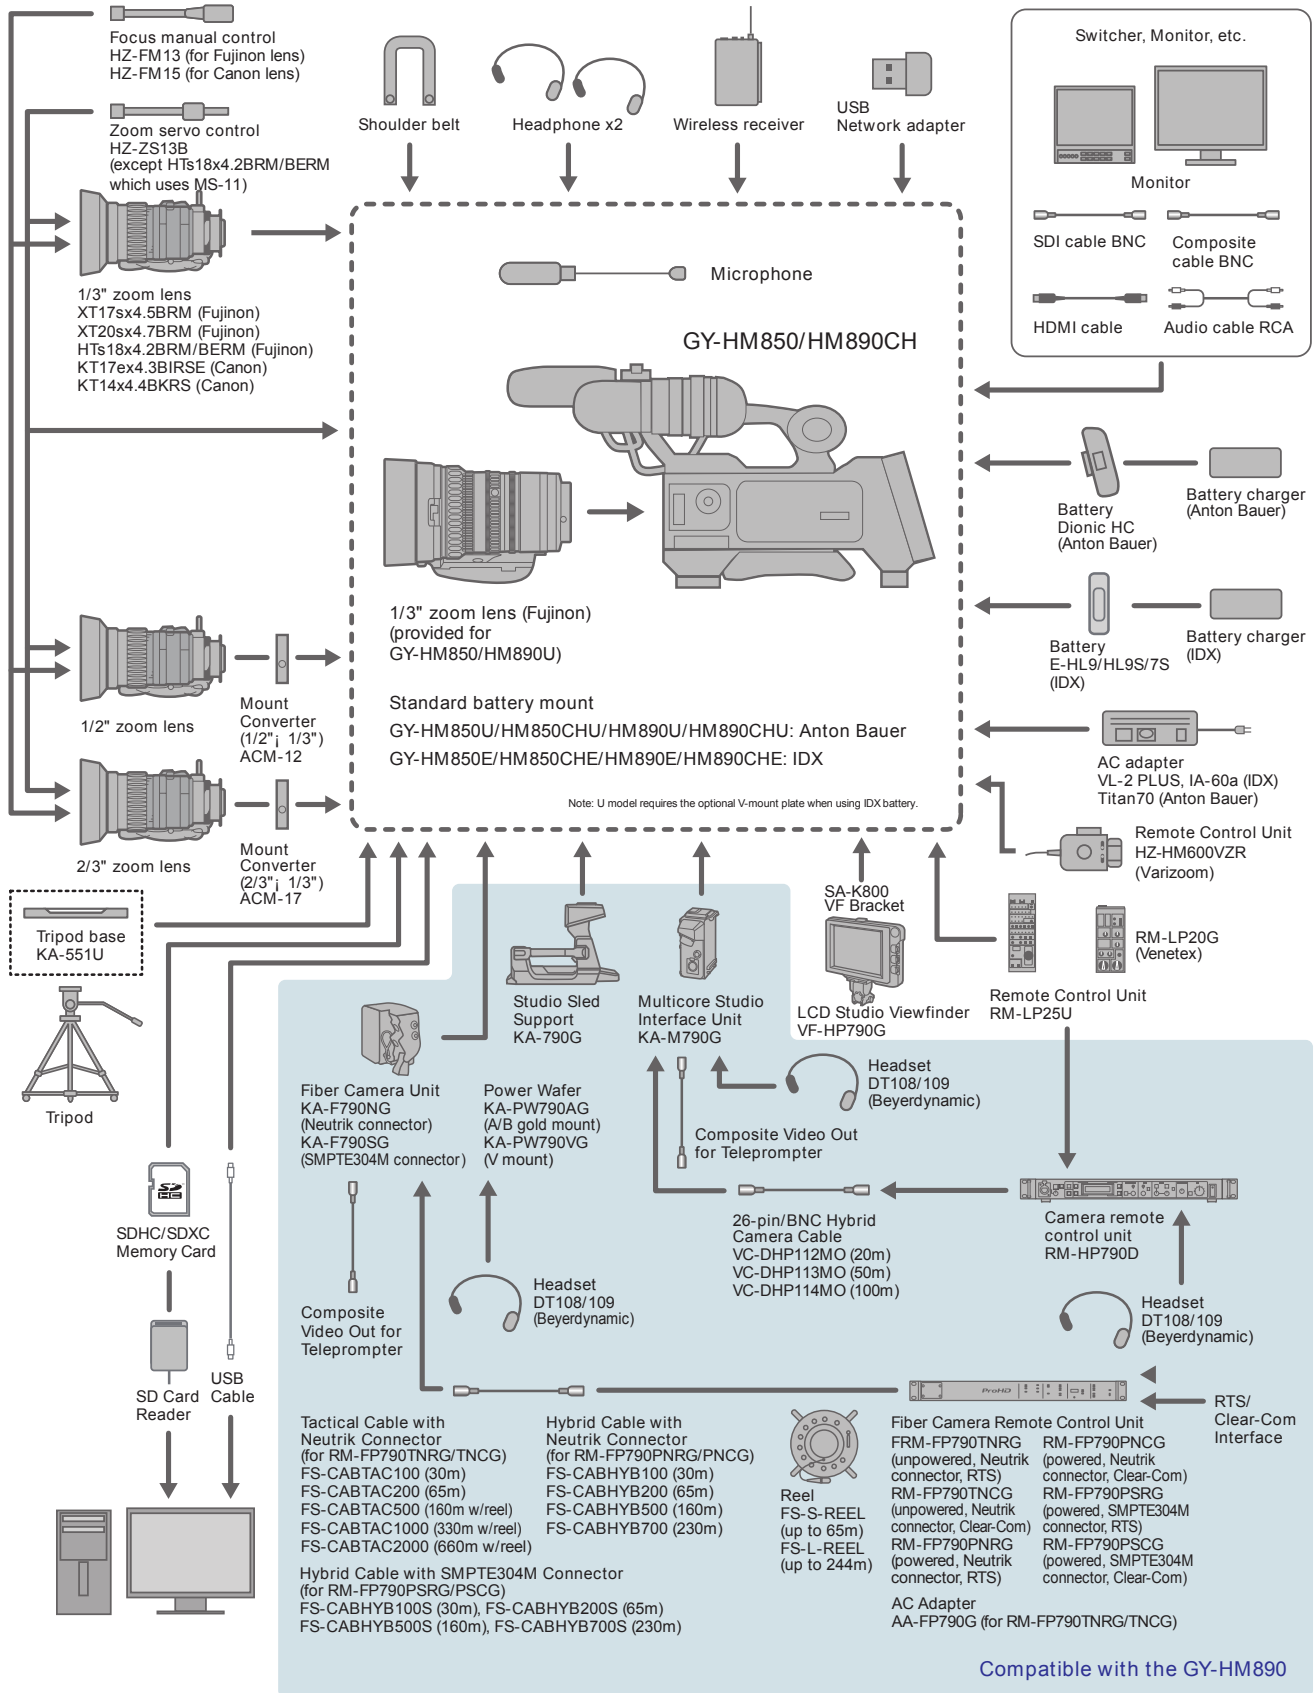 Focus manual control
HZ-FM13 (for Fujinon lens)
HZ-FM15 (for Canon lens)
Zoom servo control
HZ-ZS13B
(except HTs18x4.2BRM/BERM
which uses MS-11)
Shoulder belt
Headphone x2
Wireless receiver
USB
Network adapter
Switcher, Monitor, etc.
Monitor
SDI cable BNC
Composite
cable BNC
HDMI cable
Audio cable RCA
1/3" zoom lens
XT17sx4.5BRM (Fujinon)
XT20sx4.7BRM (Fujinon)
HTs18x4.2BRM/BERM (Fujinon)
KT17ex4.3BIRSE (Canon)
KT14x4.4BKRS (Canon)
Microphone
GY-HM850/HM890CH
1/3" zoom lens (Fujinon)
(provided for
GY-HM850/HM890U)
Standard battery mount
GY-HM850U/HM850CHU/HM890U/HM890CHU: Anton Bauer
GY-HM850E/HM850CHE/HM890E/HM890CHE: IDX
Note: U model requires the optional V-mount plate when using IDX battery.
Battery
Dionic HC
(Anton Bauer)
Battery charger
(Anton Bauer)
Battery
E-HL9/HL9S/7S
(IDX)
Battery charger
(IDX)
AC adapter
VL-2 PLUS, IA-60a (IDX)
Titan70 (Anton Bauer)
Remote Control Unit
HZ-HM600VZR
(Varizoom)
1/2" zoom lens
Mount
Converter
(1/2"¡ 1/3")
ACM-12
2/3" zoom lens
Mount
Converter
(2/3"¡ 1/3")
ACM-17
Tripod base
KA-551U
Tripod
SDHC/SDXC
Memory Card
SD Card
Reader
USB
Cable
Studio Sled
Support
KA-790G
Multicore Studio
Interface Unit
KA-M790G
SA-K800
VF Bracket
LCD Studio Viewfinder
VF-HP790G
RM-LP20G
(Venetex)
Remote Control Unit
RM-LP25U
Fiber Camera Unit
KA-F790NG
(Neutrik connector)
KA-F790SG
(SMPTE304M connector)
Power Wafer
KA-PW790AG
(A/B gold mount)
KA-PW790VG
(V mount)
Headset
DT108/109
(Beyerdynamic)
Composite Video Out
for Teleprompter
26-pin/BNC Hybrid
Camera Cable
VC-DHP112MO (20m)
VC-DHP113MO (50m)
VC-DHP114MO (100m)
Camera remote
control unit
RM-HP790D
Headset
DT108/109
(Beyerdynamic)
Composite
Video Out for
Teleprompter
Headset
DT108/109
(Beyerdynamic)
ProHD
RTS/
Clear-Com
Interface
Tactical Cable with
Neutrik Connector
(for RM-FP790TNRG/TNCG)
FS-CABTAC100 (30m)
FS-CABTAC200 (65m)
FS-CABTAC500 (160m w/reel)
FS-CABTAC1000 (330m w/reel)
FS-CABTAC2000 (660m w/reel)
Hybrid Cable with
Neutrik Connector
(for RM-FP790PNRG/PNCG)
FS-CABHYB100 (30m)
FS-CABHYB200 (65m)
FS-CABHYB500 (160m)
FS-CABHYB700 (230m)
Hybrid Cable with SMPTE304M Connector
(for RM-FP790PSRG/PSCG)
FS-CABHYB100S (30m), FS-CABHYB200S (65m)
FS-CABHYB500S (160m), FS-CABHYB700S (230m)
Reel
FS-S-REEL
(up to 65m)
FS-L-REEL
(up to 244m)
Fiber Camera Remote Control Unit
FRM-FP790TNRG
(unpowered, Neutrik
connector, RTS)
RM-FP790TNCG
(unpowered, Neutrik
connector, Clear-Com)
RM-FP790PNRG
(powered, Neutrik
connector, RTS)
RM-FP790PNCG
(powered, Neutrik
connector, Clear-Com)
RM-FP790PSRG
(powered, SMPTE304M
connector, RTS)
RM-FP790PSCG
(powered, SMPTE304M
connector, Clear-Com)
AC Adapter
AA-FP790G (for RM-FP790TNRG/TNCG)
Compatible with the GY-HM890